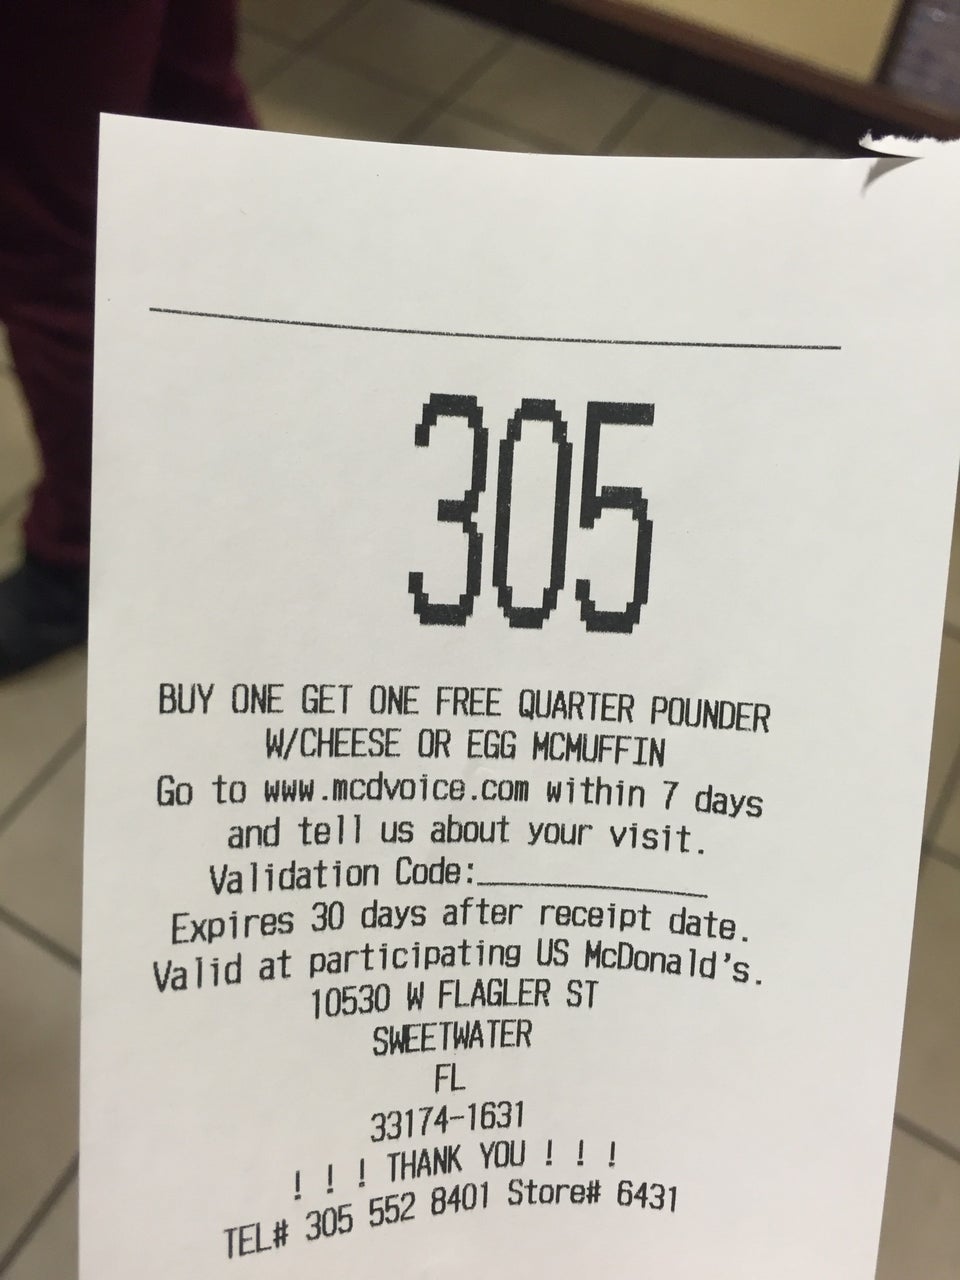 305
BUY ONE GET ONE FREE QUARTER POUNDER
W/CHEESE OR EGG MCMUFFIN
Go to www.mcdvoice.com within 7 days
and tell us about your visit.
Validation Code:____________
Expires 30 days after receipt date.
Valid at participating US McDonald's.
10530 W FLAGLER ST
SWEETWATER
FL
33174-1631
! ! ! THANK YOU ! ! !
TEL# 305 552 8401 Store# 6431